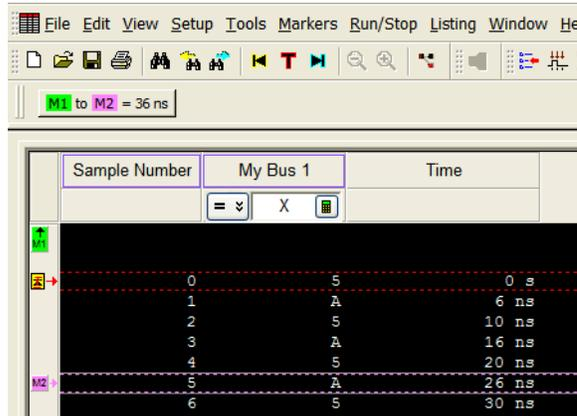 File Edit View Setup Tools Markers Run/Stop Listing Window He
T
M1 to M2 = 36 ns
Sample Number My Bus 1 Time
= X
M1
0 5 0 s
1 A 6 ns
2 5 10 ns
3 A 16 ns
4 5 20 ns
M2 5 A 26 ns
6 5 30 ns